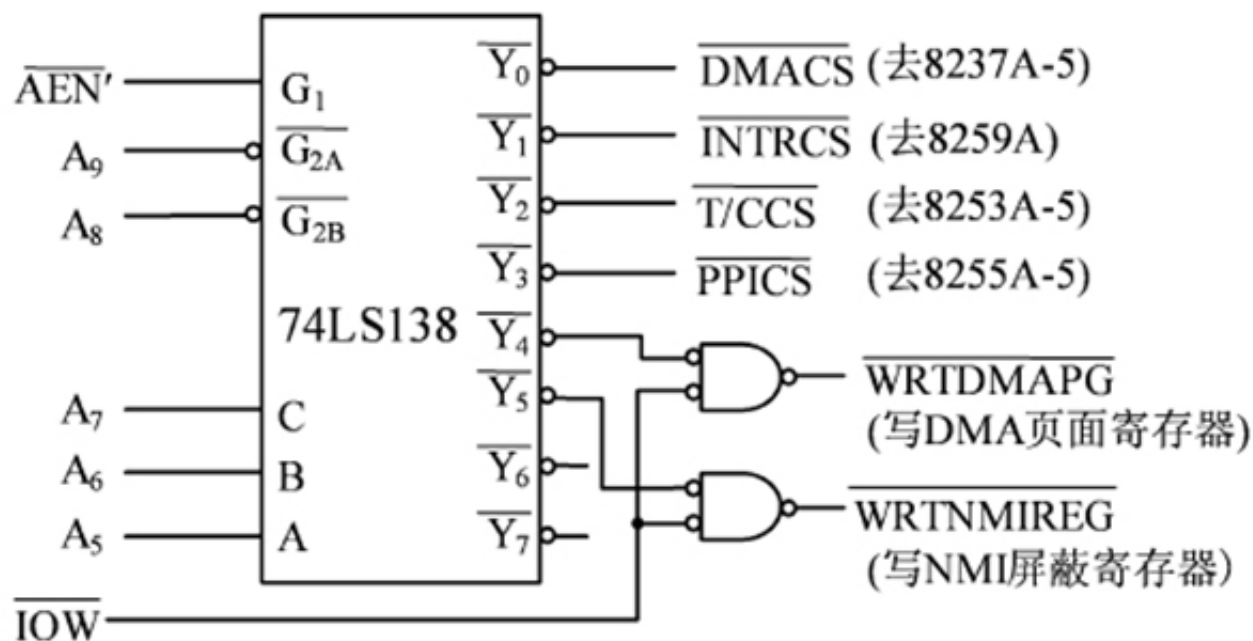 AEN'
A9
A8
A7
A6
A5
IOW
G1
G2A
G2B
74LS138
C
B
A
Y0
Y1
Y2
Y3
Y4
Y5
Y6
Y7
DMACS (去8237A-5)
INTRCS (去8259A)
T/CCS (去8253A-5)
PPICS (去8255A-5)
WRTDMAPG
(写DMA页面寄存器)
WRTNMIREG
(写NMI屏蔽寄存器)